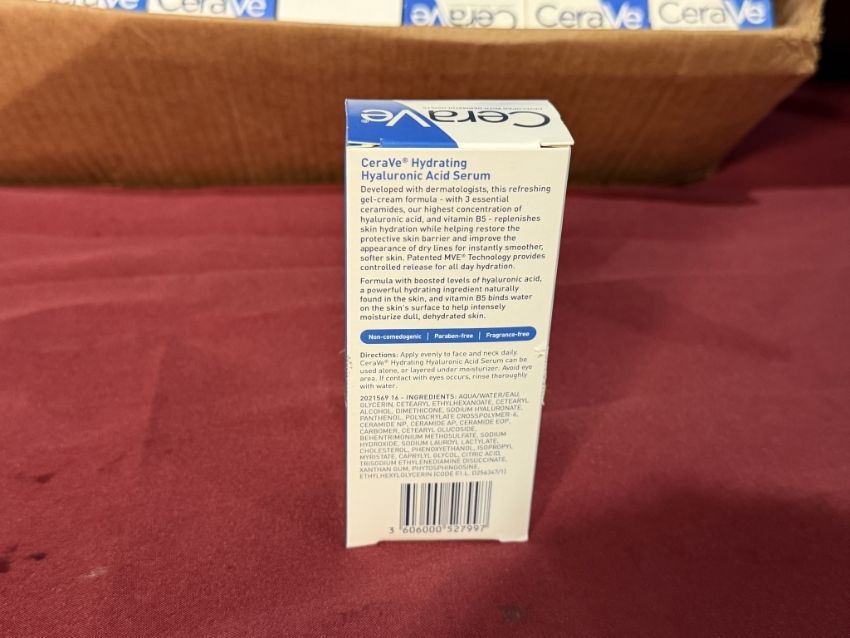 CeraVe
CeraVe
CeraVe
CeraVe
CeraVe
CeraVe®
DEVELOPED WITH DERMATOLOGISTS
CeraVe® Hydrating
Hyaluronic Acid Serum
Developed with dermatologists, this refreshing
gel-cream formula - with 3 essential
ceramides, our highest concentration of
hyaluronic acid, and vitamin B5 - replenishes
skin hydration while helping restore the
protective skin barrier and improve the
appearance of dry lines for instantly smoother,
softer skin. Patented MVE® Technology provides
controlled release for all day hydration.
Formula with boosted levels of hyaluronic acid,
a powerful hydrating ingredient naturally
found in the skin, and vitamin B5 binds water
on the skin's surface to help intensely
moisturize dull, dehydrated skin.
Non-comedogenic | Paraben-free | Fragrance-free
Directions: Apply evenly to face and neck daily.
CeraVe® Hydrating Hyaluronic Acid Serum can be
used alone, or layered under moisturizer. Avoid eye
area. If contact with eyes occurs, rinse thoroughly
with water.
2021569 16 - INGREDIENTS: AQUA/WATER/EAU,
GLYCERIN, CETEARYL ETHYLHEXANOATE, CETEARYL
ALCOHOL, DIMETHICONE, SODIUM HYALURONATE,
PANTHENOL, POLYACRYLATE CROSSPOLYMER-6,
CERAMIDE NP, CERAMIDE AP, CERAMIDE EOP,
CARBOMER, CETEARYL GLUCOSIDE,
BEHENTRIMONIUM METHOSULFATE, SODIUM
HYDROXIDE, SODIUM LAUROYL LACTYLATE,
CHOLESTEROL, PHENOXYETHANOL, ISOPROPYL
MYRISTATE, CAPRYLYL GLYCOL, CITRIC ACID,
TRISODIUM ETHYLENEDIAMINE DISUCCINATE,
XANTHAN GUM, PHYTOSPHINGOSINE,
ETHYLHEXYLGLYCERIN (CODE F.I.L. D256347/1)
3 606000 527997